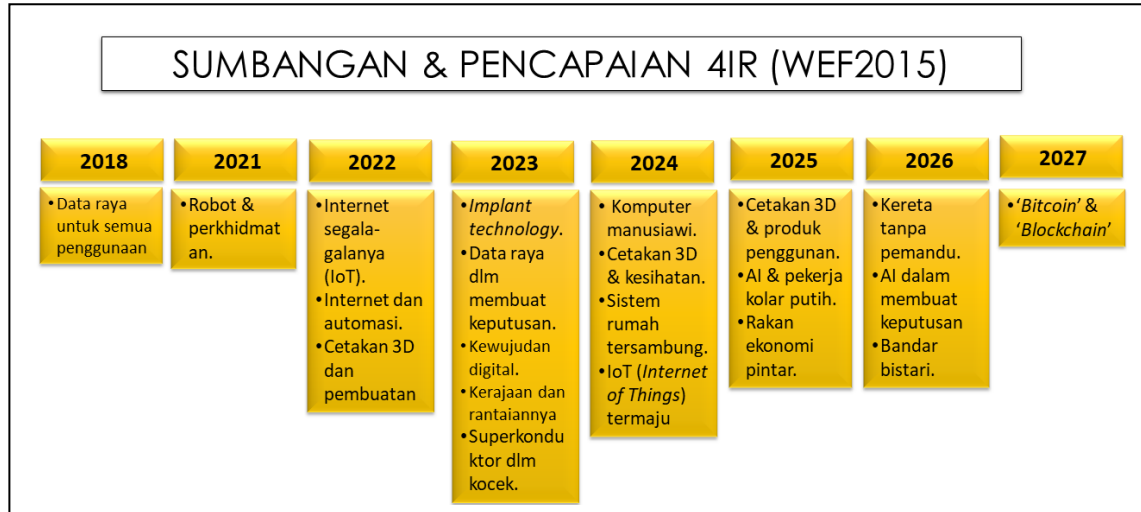 SUMBANGAN & PENCAPAIAN 4IR (WEF2015)
2018
•Data raya
untuk semua
penggunaan
2021
•Robot &
perkhidmat
an.
2022
•Internet
segala-
galanya
(IoT).
•Internet dan
automasi.
•Cetakan 3D
dan
pembuatan
2023
•Implant
technology.
•Data raya
dlm
membuat
keputusan.
•Kewujudan
digital.
•Kerajaan dan
rantaiannya
•Superkondu
ktor dlm
kocek.
2024
• Komputer
manusiawi.
•Cetakan 3D
& kesihatan.
•Sistem
rumah
tersambung.
•IoT (Internet
of Things)
termaju
2025
•Cetakan 3D
& produk
penggunan.
•AI & pekerja
kolar putih.
•Rakan
ekonomi
pintar.
2026
•Kereta
tanpa
pemandu.
•AI dalam
membuat
keputusan
•Bandar
bistari.
2027
•‘Bitcoin’ &
‘Blockchain’